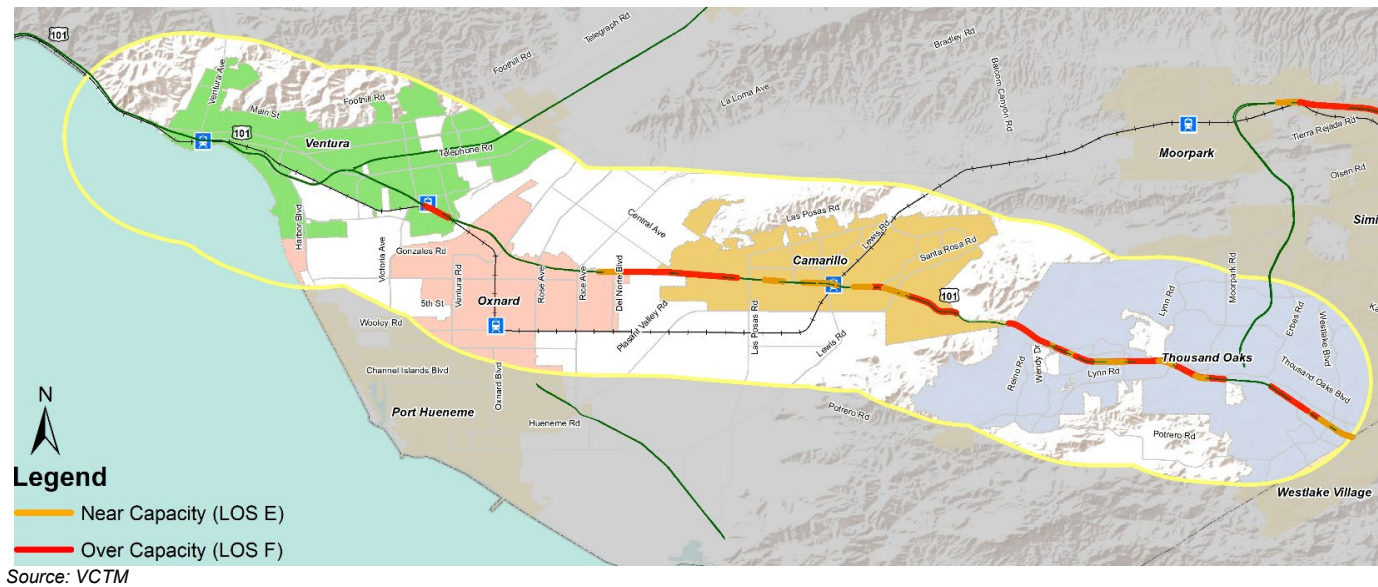 101
Telegraph Rd
Foothill Rd
Bradley Rd
Balcom Canyon Rd
La Loma Ave
Ventura Ave
Foothill Rd
Main St
101
Ventura
Telephone Rd
Tierra Rejada Rd
Moorpark
Olsen Rd
Simi
Harbor Blvd
Victoria Ave
Gonzales Rd
Central Ave
Las Posas Rd
Lewis Rd
Santa Rosa Rd
Camarillo
101
Ventura Rd
5th St
Oxnard
Rose Ave
Rice Ave
Del Norte Blvd
Plasant Valley Rd
Las Posas Rd
Lewis Rd
Wooley Rd
Moorpark Rd
Lynn Rd
Erbes Rd
Westlake Blvd
Thousand Oaks
Thousand Oaks Blvd
Reino Rd
Wendy Dr
Lynn Rd
Channel Islands Blvd
Oxnard Blvd
Port Hueneme
Hueneme Rd
Potrero Rd
Potrero Rd
Westlake Village
N
Legend
Near Capacity (LOS E)
Over Capacity (LOS F)
Source: VCTM